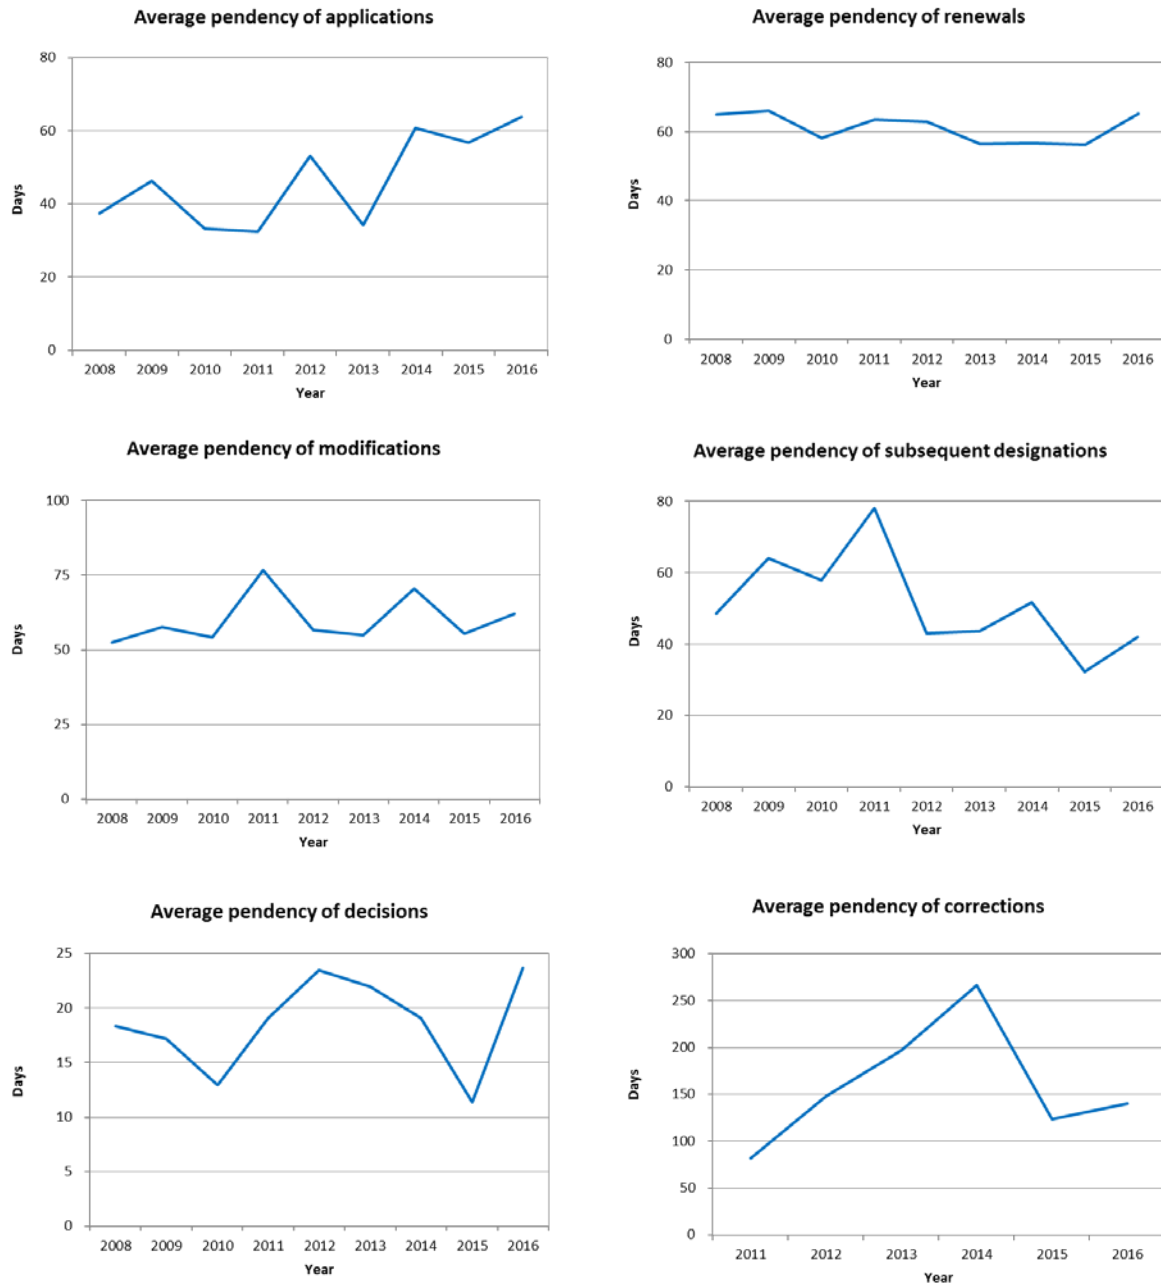 Average pendency of applications
80
60
40
20
0
Days
2008 2009 2010 2011 2012 2013 2014 2015 2016
Year
Average pendency of renewals
80
60
40
20
0
Days
2008 2009 2010 2011 2012 2013 2014 2015 2016
Year
Average pendency of modifications
100
75
50
25
0
Days
2008 2009 2010 2011 2012 2013 2014 2015 2016
Year
Average pendency of subsequent designations
80
60
40
20
0
Days
2008 2009 2010 2011 2012 2013 2014 2015 2016
Year
Average pendency of decisions
25
20
15
10
5
0
Days
2008 2009 2010 2011 2012 2013 2014 2015 2016
Year
Average pendency of corrections
300
250
200
150
100
50
0
Days
2011 2012 2013 2014 2015 2016
Year